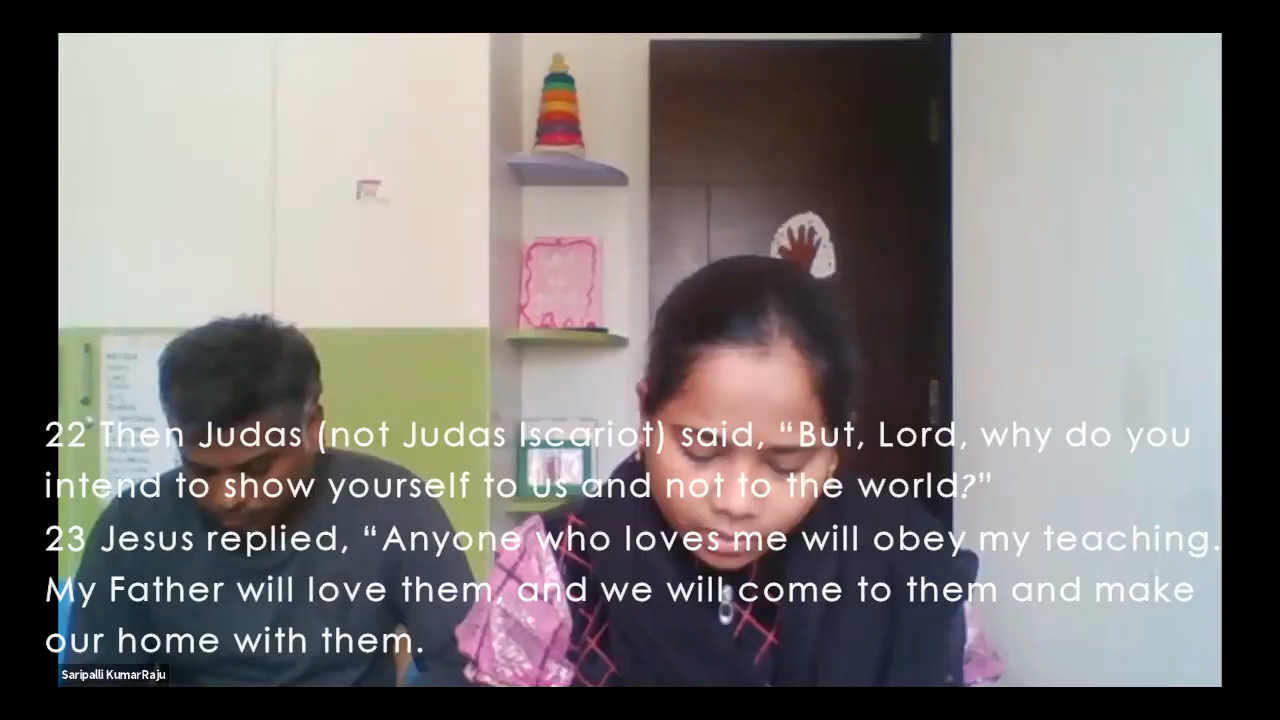 22 Then Judas (not Judas Iscariot) said, “But, Lord, why do you
intend to show yourself to us and not to the world?”
23 Jesus replied, “Anyone who loves me will obey my teaching.
My Father will love them, and we will come to them and make
our home with them.
Saripalli KumarRaju